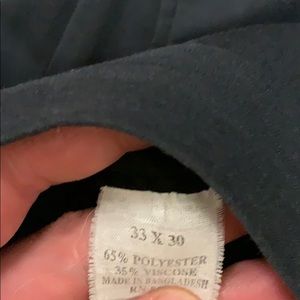 33 X 30
65% POLYESTER
35% VISCOSE
MADE IN BANGLADESH